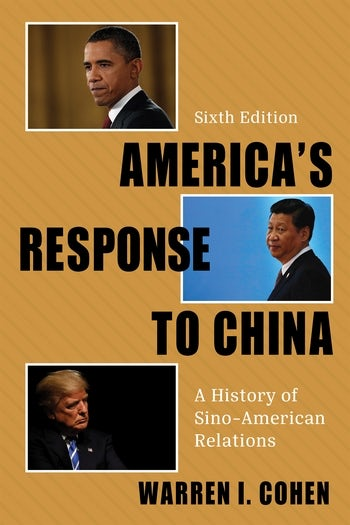 Sixth Edition
AMERICA'S
RESPONSE
TO CHINA
A History of
Sino-American
Relations
WARREN I. COHEN